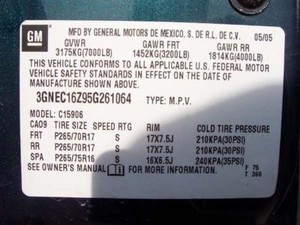 GM
MFD BY GENERAL MOTORS DE MEXICO, S. DE R.L. DE C.V. 05/05
GVWR GAWR FRT GAWR RR
3175KG(7000LB) 1452KG(3200LB) 1814KG(4000LB)
THIS VEHICLE CONFORMS TO ALL APPLICABLE U.S. FEDERAL MOTOR
VEHICLE SAFETY STANDARDS IN EFFECT ON THE DATE OF
MANUFACTURE SHOWN ABOVE.
3GNEC16Z95G261064 TYPE: M.P.V.
MODEL: C15906
CAO9 TIRE SIZE SPEED RTG RIM COLD TIRE PRESSURE
FRT P265/70R17 S 17X7.5J 210KPA(30PSI)
RR P265/70R17 S 17X7.5J 210KPA(30PSI)
SPA P265/75R16 S 16X6.5J 240KPA(35PSI)
SEE OWNER'S MANUAL FOR MORE INFORMATION. F 75
T 360